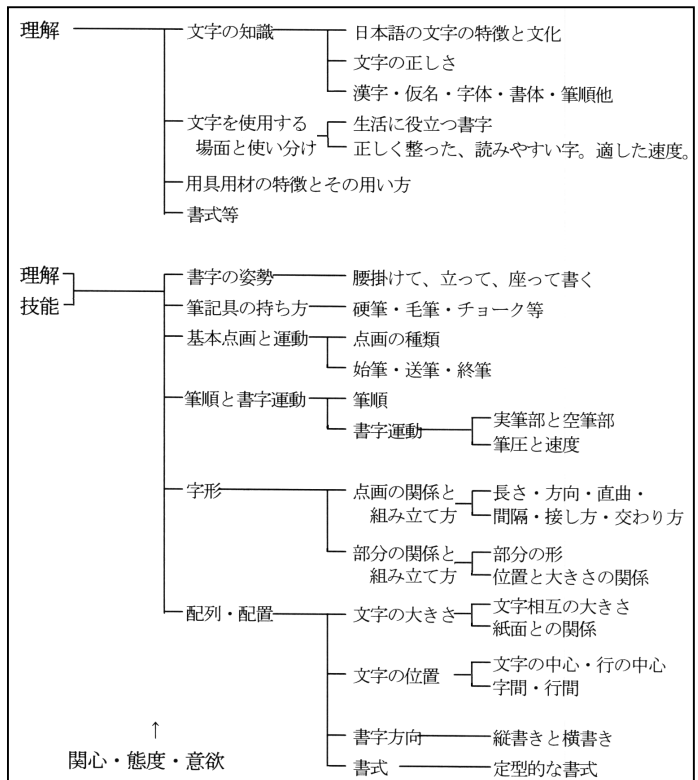 理解
文字の知識
日本語の文字の特徴と文化
文字の正しさ
漢字・仮名・字体・書体・筆順他
文字を使用する
場面と使い分け
生活に役立つ書字
正しく整った、読みやすい字。適した速度。
用具用材の特徴とその用い方
書式等
理解
技能
書字の姿勢
腰掛けて、立って、座って書く
筆記具の持ち方
硬筆・毛筆・チョーク等
基本点画と運動
点画の種類
始筆・送筆・終筆
筆順と書字運動
筆順
書字運動
実筆部と空筆部
筆圧と速度
字形
点画の関係と
組み立て方
長さ・方向・直曲・
間隔・接し方・交わり方
部分の関係と
組み立て方
部分の形
位置と大きさの関係
配列・配置
文字の大きさ
文字相互の大きさ
紙面との関係
文字の位置
文字の中心・行の中心
字間・行間
書字方向
縦書きと横書き
書式
定型的な書式
↑
関心・態度・意欲